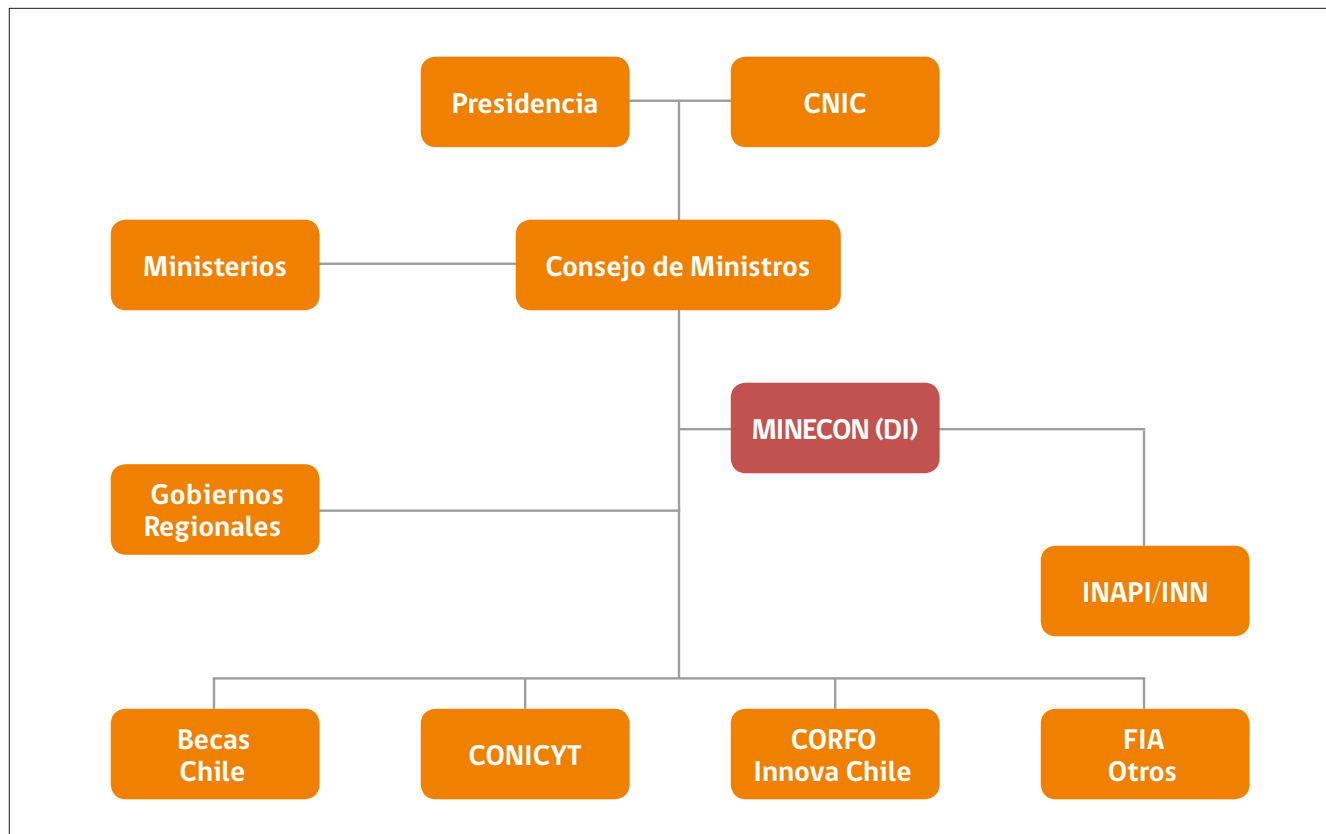 Presidencia
CNIC
Ministerios
Consejo de Ministros
MINECON (DI)
Gobiernos
Regionales
INAPI/INN
Becas
Chile
CONICYT
CORFO
Innova Chile
FIA
Otros